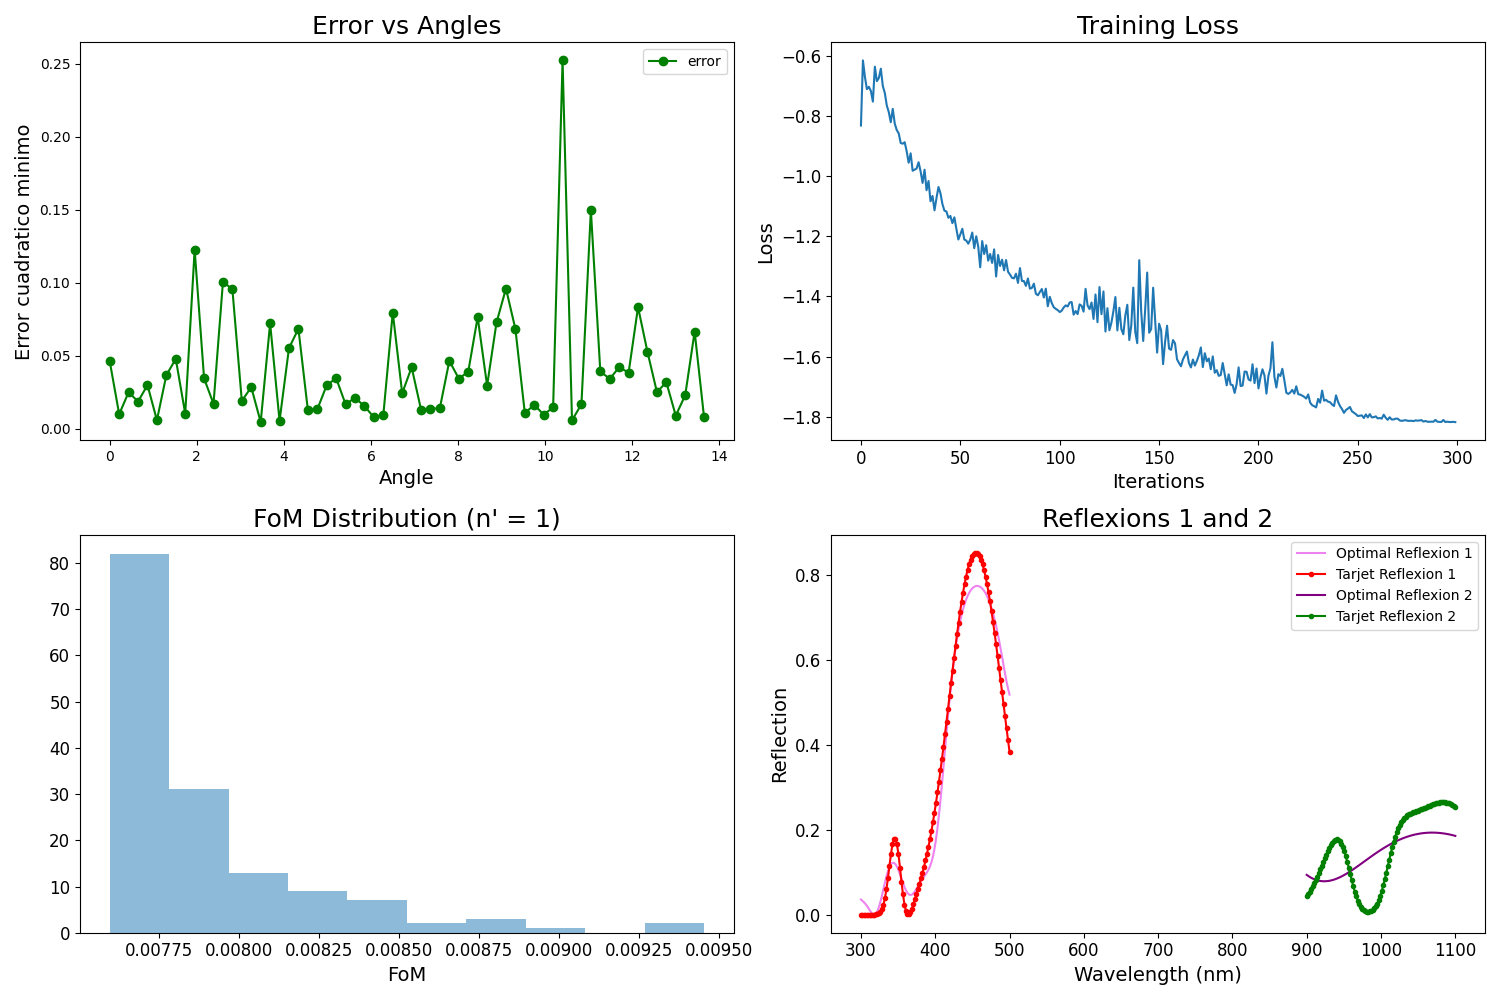 Error vs Angles
error
Error cuadratico minimo
0.25
0.20
0.15
0.10
0.05
0.00
0 2 4 6 8 10 12 14
Angle
Training Loss
Loss
−0.6
−0.8
−1.0
−1.2
−1.4
−1.6
−1.8
0 50 100 150 200 250 300
Iterations
FoM Distribution (n' = 1)
80
70
60
50
40
30
20
10
0
0.00775 0.00800 0.00825 0.00850 0.00875 0.00900 0.00925 0.00950
FoM
Reflexions 1 and 2
Optimal Reflexion 1
Tarjet Reflexion 1
Optimal Reflexion 2
Tarjet Reflexion 2
Reflection
0.8
0.6
0.4
0.2
0.0
300 400 500 600 700 800 900 1000 1100
Wavelength (nm)